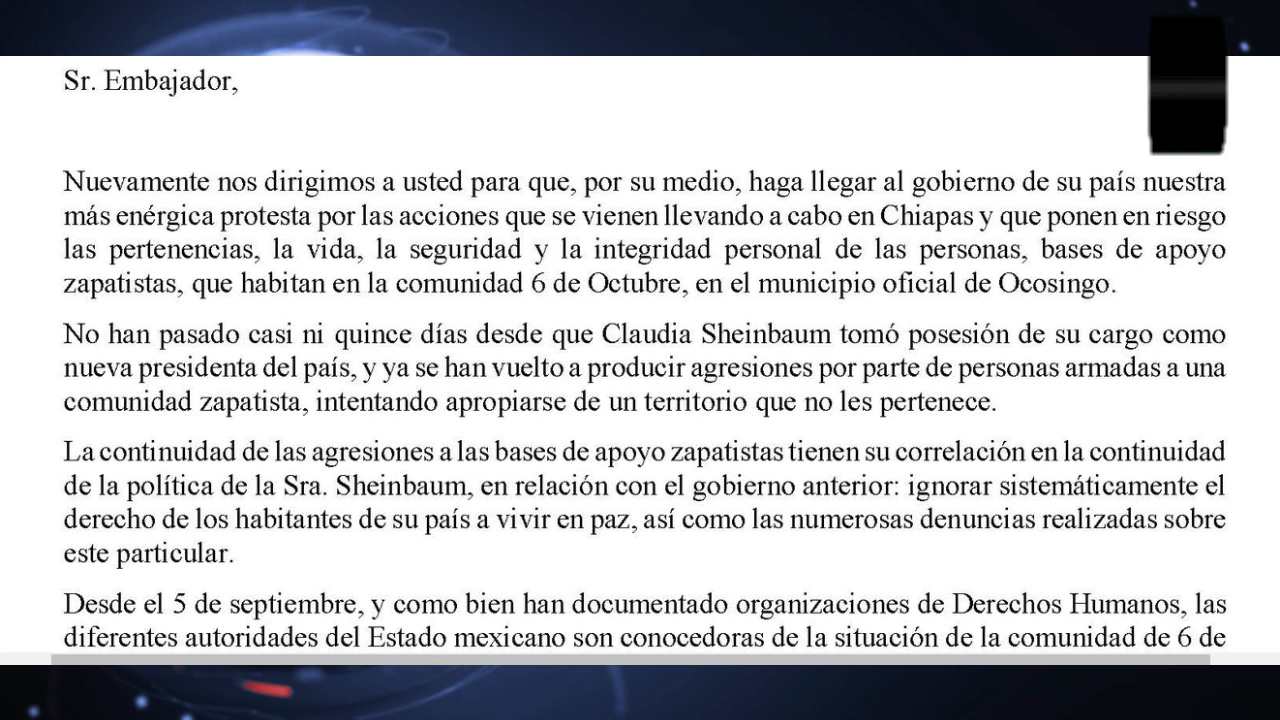 Sr. Embajador,
Nuevamente nos dirigimos a usted para que, por su medio, haga llegar al gobierno de su país nuestra
más enérgica protesta por las acciones que se vienen llevando a cabo en Chiapas y que ponen en riesgo
las pertenencias, la vida, la seguridad y la integridad personal de las personas, bases de apoyo
zapatistas, que habitan en la comunidad 6 de Octubre, en el municipio oficial de Ocosingo.
No han pasado casi ni quince días desde que Claudia Sheinbaum tomó posesión de su cargo como
nueva presidenta del país, y ya se han vuelto a producir agresiones por parte de personas armadas a una
comunidad zapatista, intentando apropiarse de un territorio que no les pertenece.
La continuidad de las agresiones a las bases de apoyo zapatistas tienen su correlación en la continuidad
de la política de la Sra. Sheinbaum, en relación con el gobierno anterior: ignorar sistemáticamente el
derecho de los habitantes de su país a vivir en paz, así como las numerosas denuncias realizadas sobre
este particular.
Desde el 5 de septiembre, y como bien han documentado organizaciones de Derechos Humanos, las
diferentes autoridades del Estado mexicano son conocedoras de la situación de la comunidad de 6 de